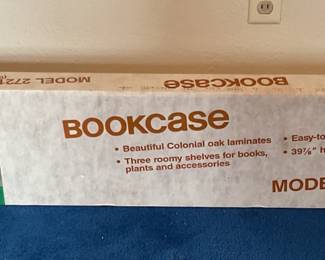 MODEL 272
BOOKCASE
BOOKCASE
• Beautiful Colonial oak laminates
• Three roomy shelves for books,
plants and accessories
• Easy-to
• 39⅞" h
MODE